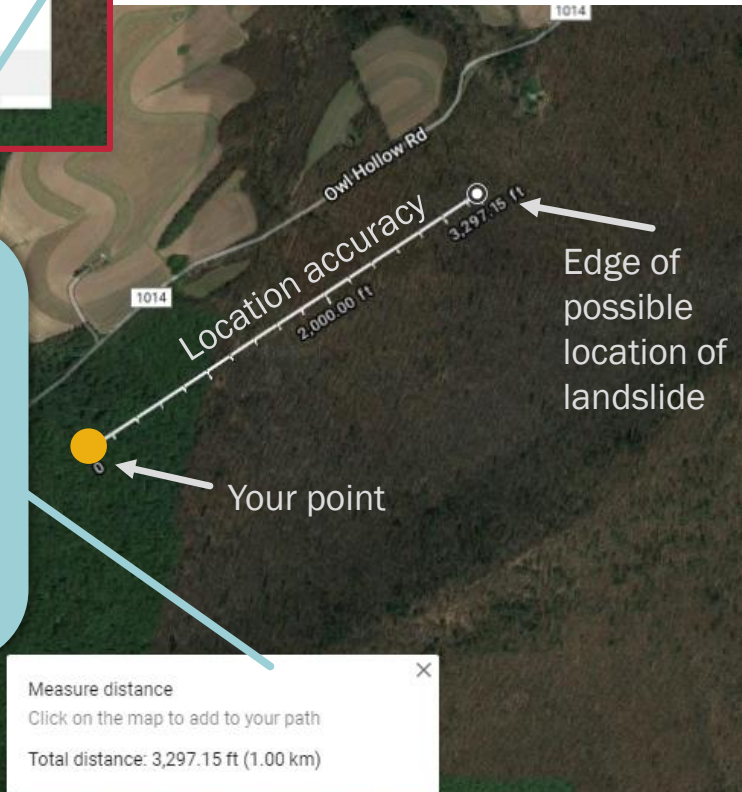 1014
Owl Hollow Rd
Location accuracy
3,297.15 ft
Edge of
possible
location of
landslide
1014
2,000.00 ft
0
Your point
Measure distance
Click on the map to add to your path
Total distance: 3,297.15 ft (1.00 km)